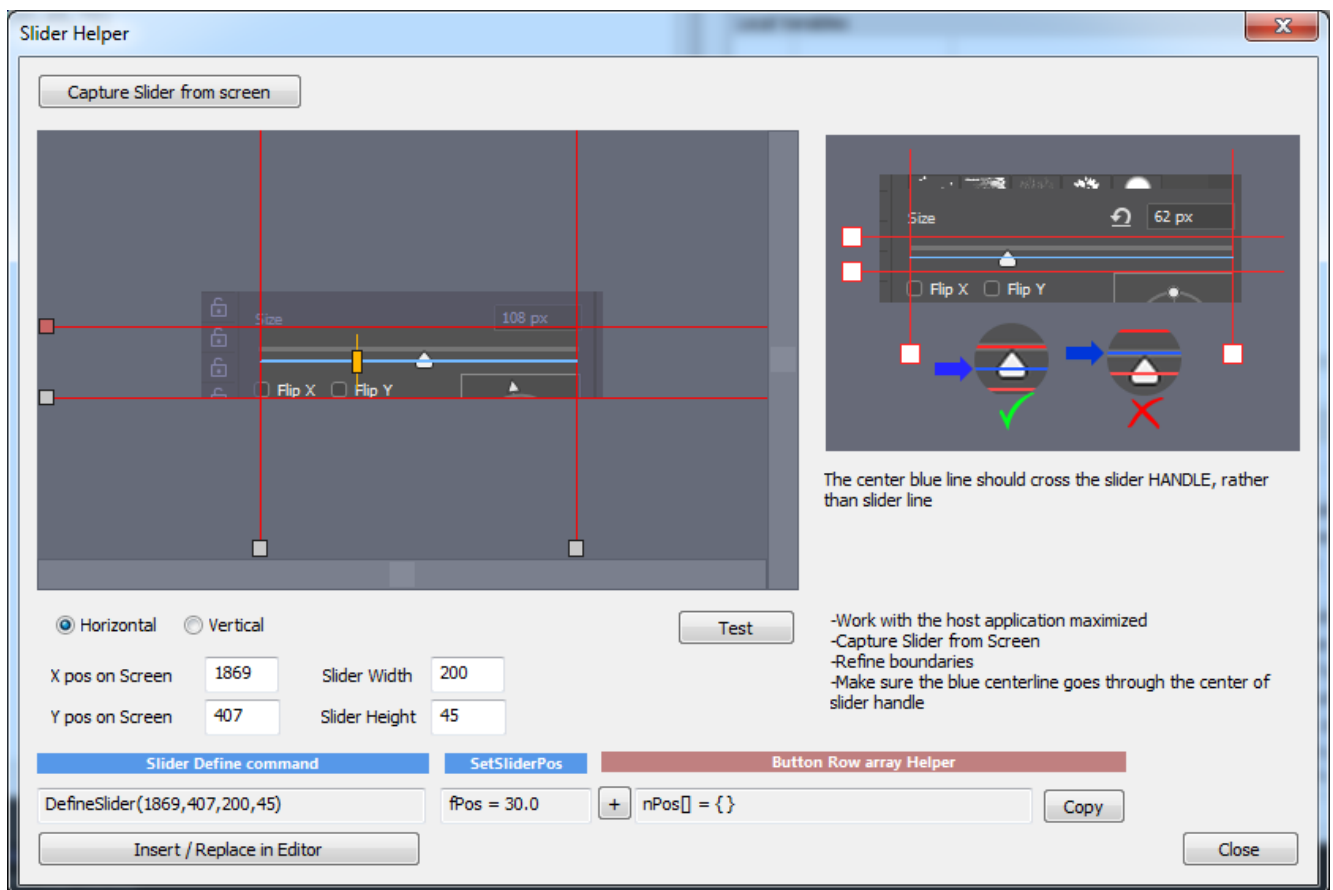 Slider Helper
Capture Slider from screen
Size
108 px
Flip X
Flip Y
Size
62 px
Flip X
Flip Y
The center blue line should cross the slider HANDLE, rather
than slider line
Horizontal
Vertical
Test
X pos on Screen
1869
Slider Width
200
Y pos on Screen
407
Slider Height
45
-Work with the host application maximized
-Capture Slider from Screen
-Refine boundaries
-Make sure the blue centerline goes through the center of
slider handle
Slider Define command
SetSliderPos
Button Row array Helper
DefineSlider(1869,407,200,45)
fPos = 30.0
+
nPos[] = {}
Copy
Insert / Replace in Editor
Close